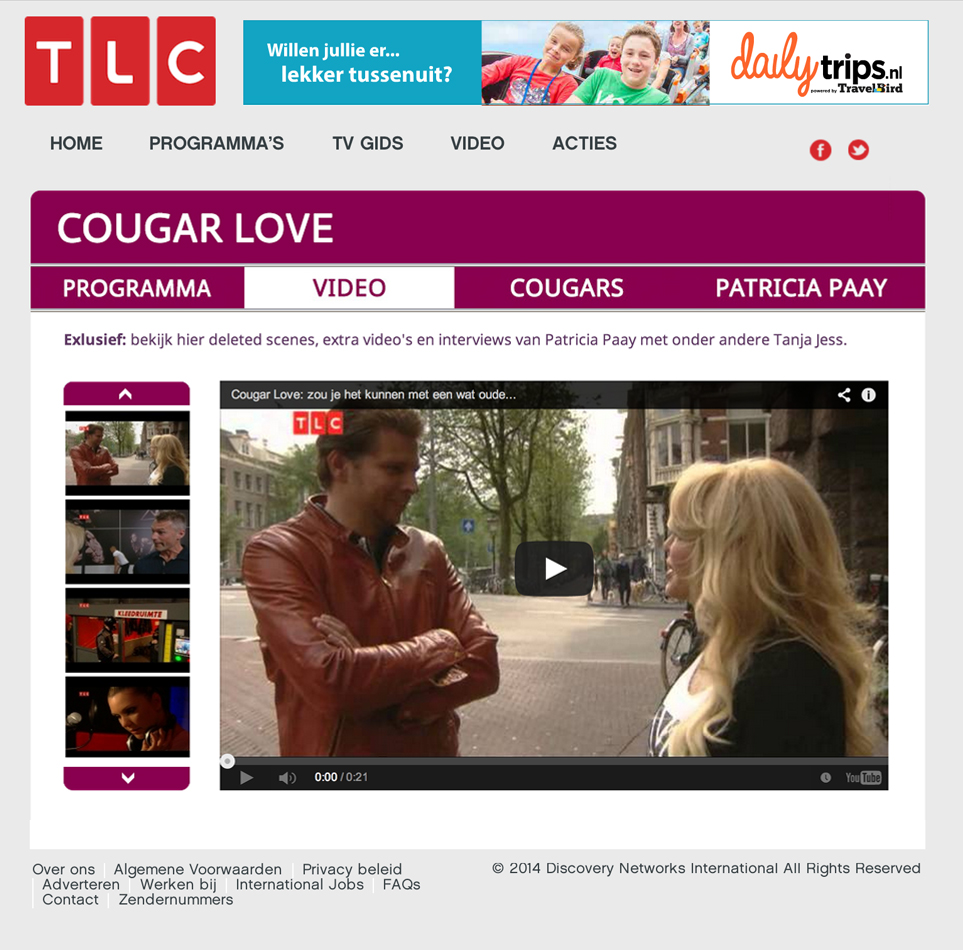 TLC
Willen jullie er...
lekker tussenuit?
dailytrips.nl
powered by TravelBird
HOME PROGRAMMA'S TV GIDS VIDEO ACTIES
COUGAR LOVE
PROGRAMMA VIDEO COUGARS PATRICIA PAAY
Exlusief: bekijk hier deleted scenes, extra video's en interviews van Patricia Paay met onder andere Tanja Jess.
Cougar Love: zou je het kunnen met een wat oude...
TLC
KLEEDRUIMTE
0:00 / 0:21 YouTube
Over ons Algemene Voorwaarden Privacy beleid
Adverteren Werken bij International Jobs FAQs
Contact Zendernummers
© 2014 Discovery Networks International All Rights Reserved